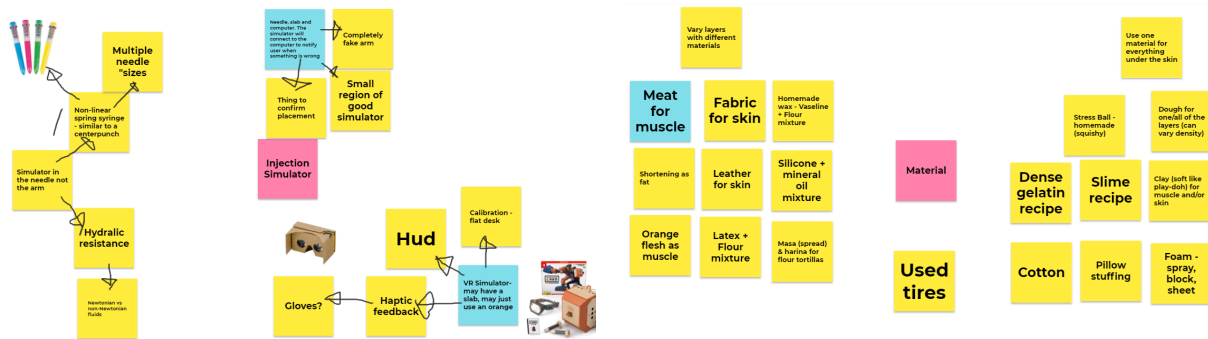 Multiple
needle
"sizes
Non-linear
spring syringe
- similar to a
centerpunch
Simulator in
the needle not
the arm
Hydralic
resistance
Newtonian vs
non-Newtonian
fluids
Needle, slab and
computer. The
simulator will
connect to the
computer to notify
user when
something is wrong
Completely
fake arm
Thing to
confirm
placement
Small
region of
good
simulator
Injection
Simulator
Calibration -
flat desk
Hud
VR Simulator-
may have a
slab, may just
use an orange
Haptic
feedback
Gloves?
Vary layers
with different
materials
Meat
for
muscle
Fabric
for skin
Homemade
wax - Vaseline
+ Flour
mixture
Shortening as
fat
Leather
for skin
Silicone +
mineral
oil
mixture
Orange
flesh as
muscle
Latex +
Flour
mixture
Masa (spread)
& harina for
flour tortillas
Use one
material for
everything
under the skin
Stress Ball -
homemade
(squishy)
Dough for
one/all of the
layers (can
vary density)
Material
Dense
gelatin
recipe
Slime
recipe
Clay (soft like
play-doh) for
muscle and/or
skin
Used
tires
Cotton
Pillow
stuffing
Foam -
spray,
block,
sheet